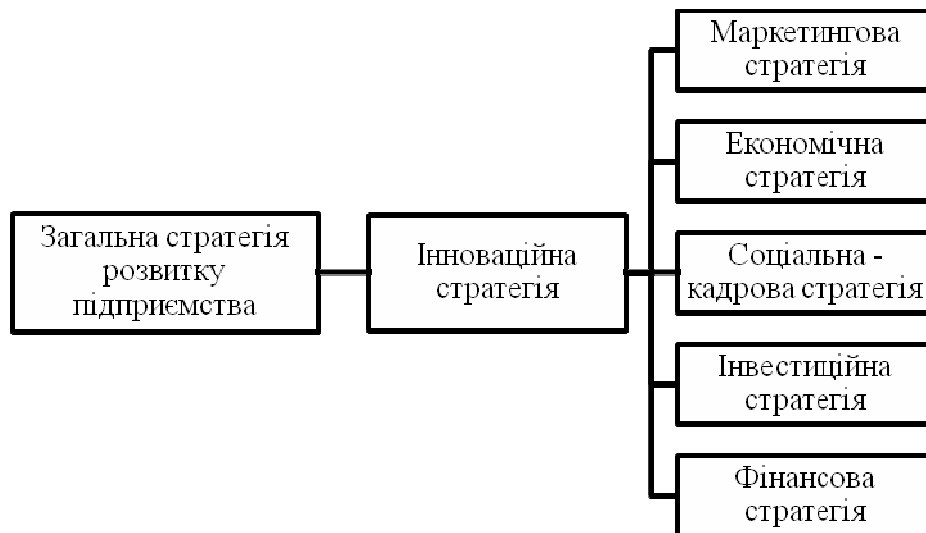 Загальна стратегія
розвитку
підприємства
Інноваційна
стратегія
Маркетингова
стратегія
Економічна
стратегія
Соціальна -
кадрова стратегія
Інвестиційна
стратегія
Фінансова
стратегія